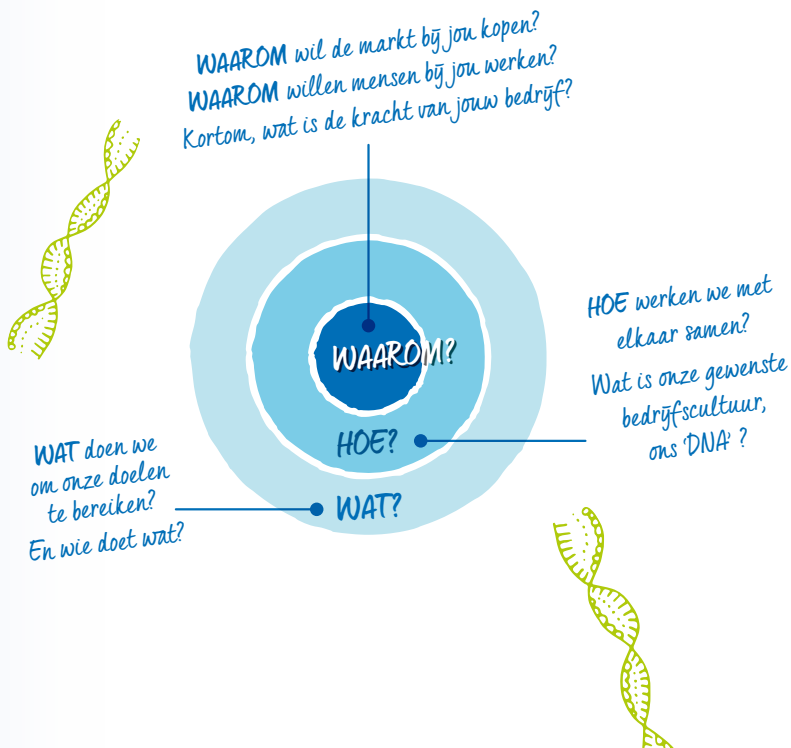 WAAROM wil de markt bij jou kopen?
WAAROM willen mensen bij jou werken?
Kortom, wat is de kracht van jouw bedrijf?
WAAROM?
HOE?
WAT?
HOE werken we met
elkaar samen?
Wat is onze gewenste
bedrijfscultuur,
ons 'DNA' ?
WAT doen we
om onze doelen
te bereiken?
En wie doet wat?